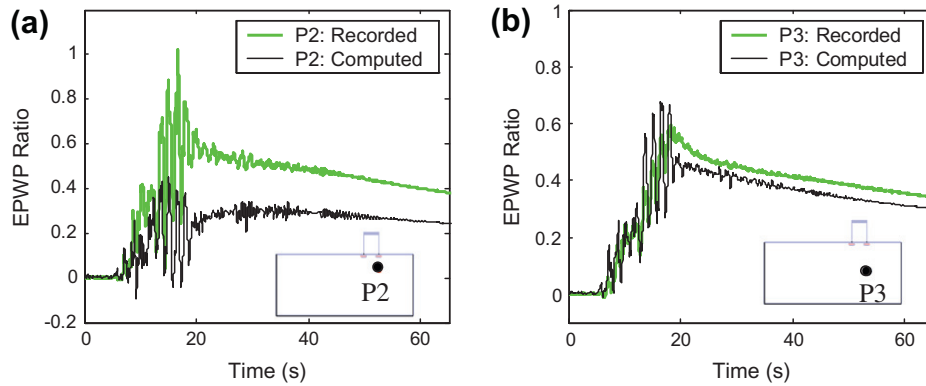 (a)
P2: Recorded
P2: Computed
EPWP Ratio
1.2
1
0.8
0.6
0.4
0.2
0
-0.2
P2
0
20
40
60
Time (s)
(b)
P3: Recorded
P3: Computed
EPWP Ratio
1
0.8
0.6
0.4
0.2
0
P3
0
20
40
60
Time (s)